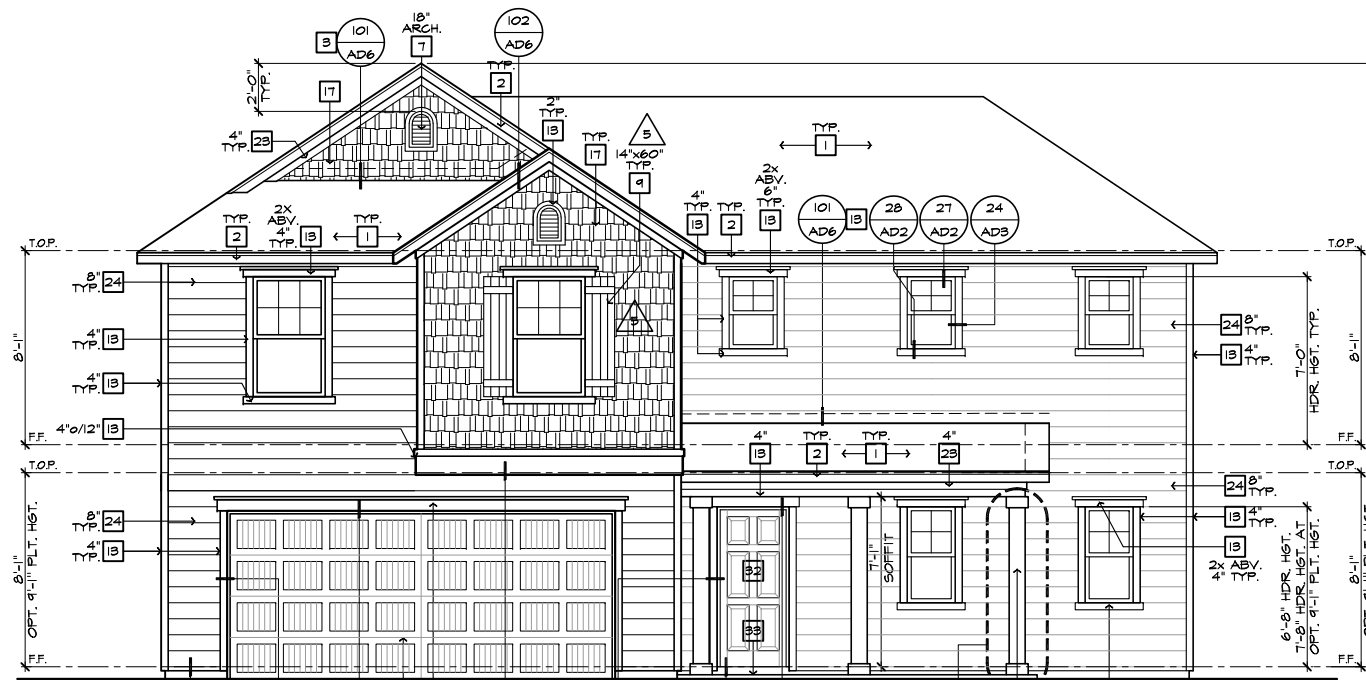 18"
ARCH.
7
3
101
AD6
102
AD6
2'-0"
TYP.
17
TYP.
2
4"
TYP.
23
2"
TYP.
13
TYP.
17
5
14"x60"
TYP.
9
TYP.
1
TYP.
2
2x
ABV.
4"
TYP.
13
TYP.
1
4"
TYP.
13
TYP.
2
2x
ABV.
6"
TYP.
13
101
AD6
13
28
AD2
27
AD2
24
AD3
T.O.P.
T.O.P.
8"
TYP.
24
5
4"
TYP.
13
24
8"
TYP.
13
4"
TYP.
8'-1"
7'-0"
HDR. HGT. TYP.
8'-1"
4"
TYP.
13
4"o/12"
13
F.F.
F.F.
4"
13
TYP.
2
TYP.
1
4"
23
T.O.P.
T.O.P.
24
8"
TYP.
8"
TYP.
24
13
4"
TYP.
4"
TYP.
13
13
2x ABV.
4" TYP.
8'-1"
OPT. 9'-1" PLT. HGT.
7'-1"
SOFFIT
32
33
6'-8" HDR. HGT.
7'-8" HDR. HGT. AT
OPT. 9'-1" PLT. HGT.
8'-1"
F.F.
F.F.